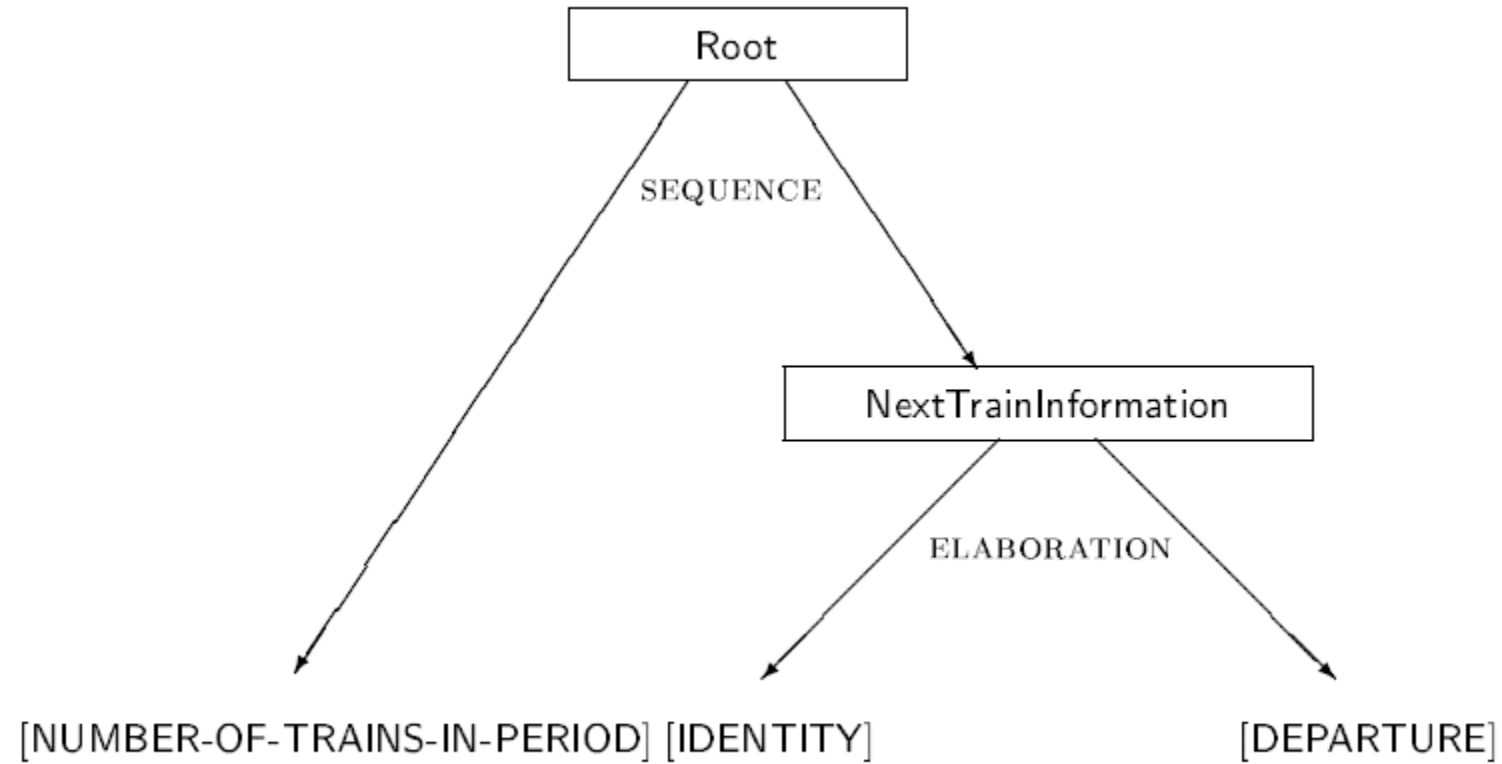 Root
SEQUENCE
NextTrainInformation
ELABORATION
[NUMBER-OF-TRAINS-IN-PERIOD] [IDENTITY] [DEPARTURE]